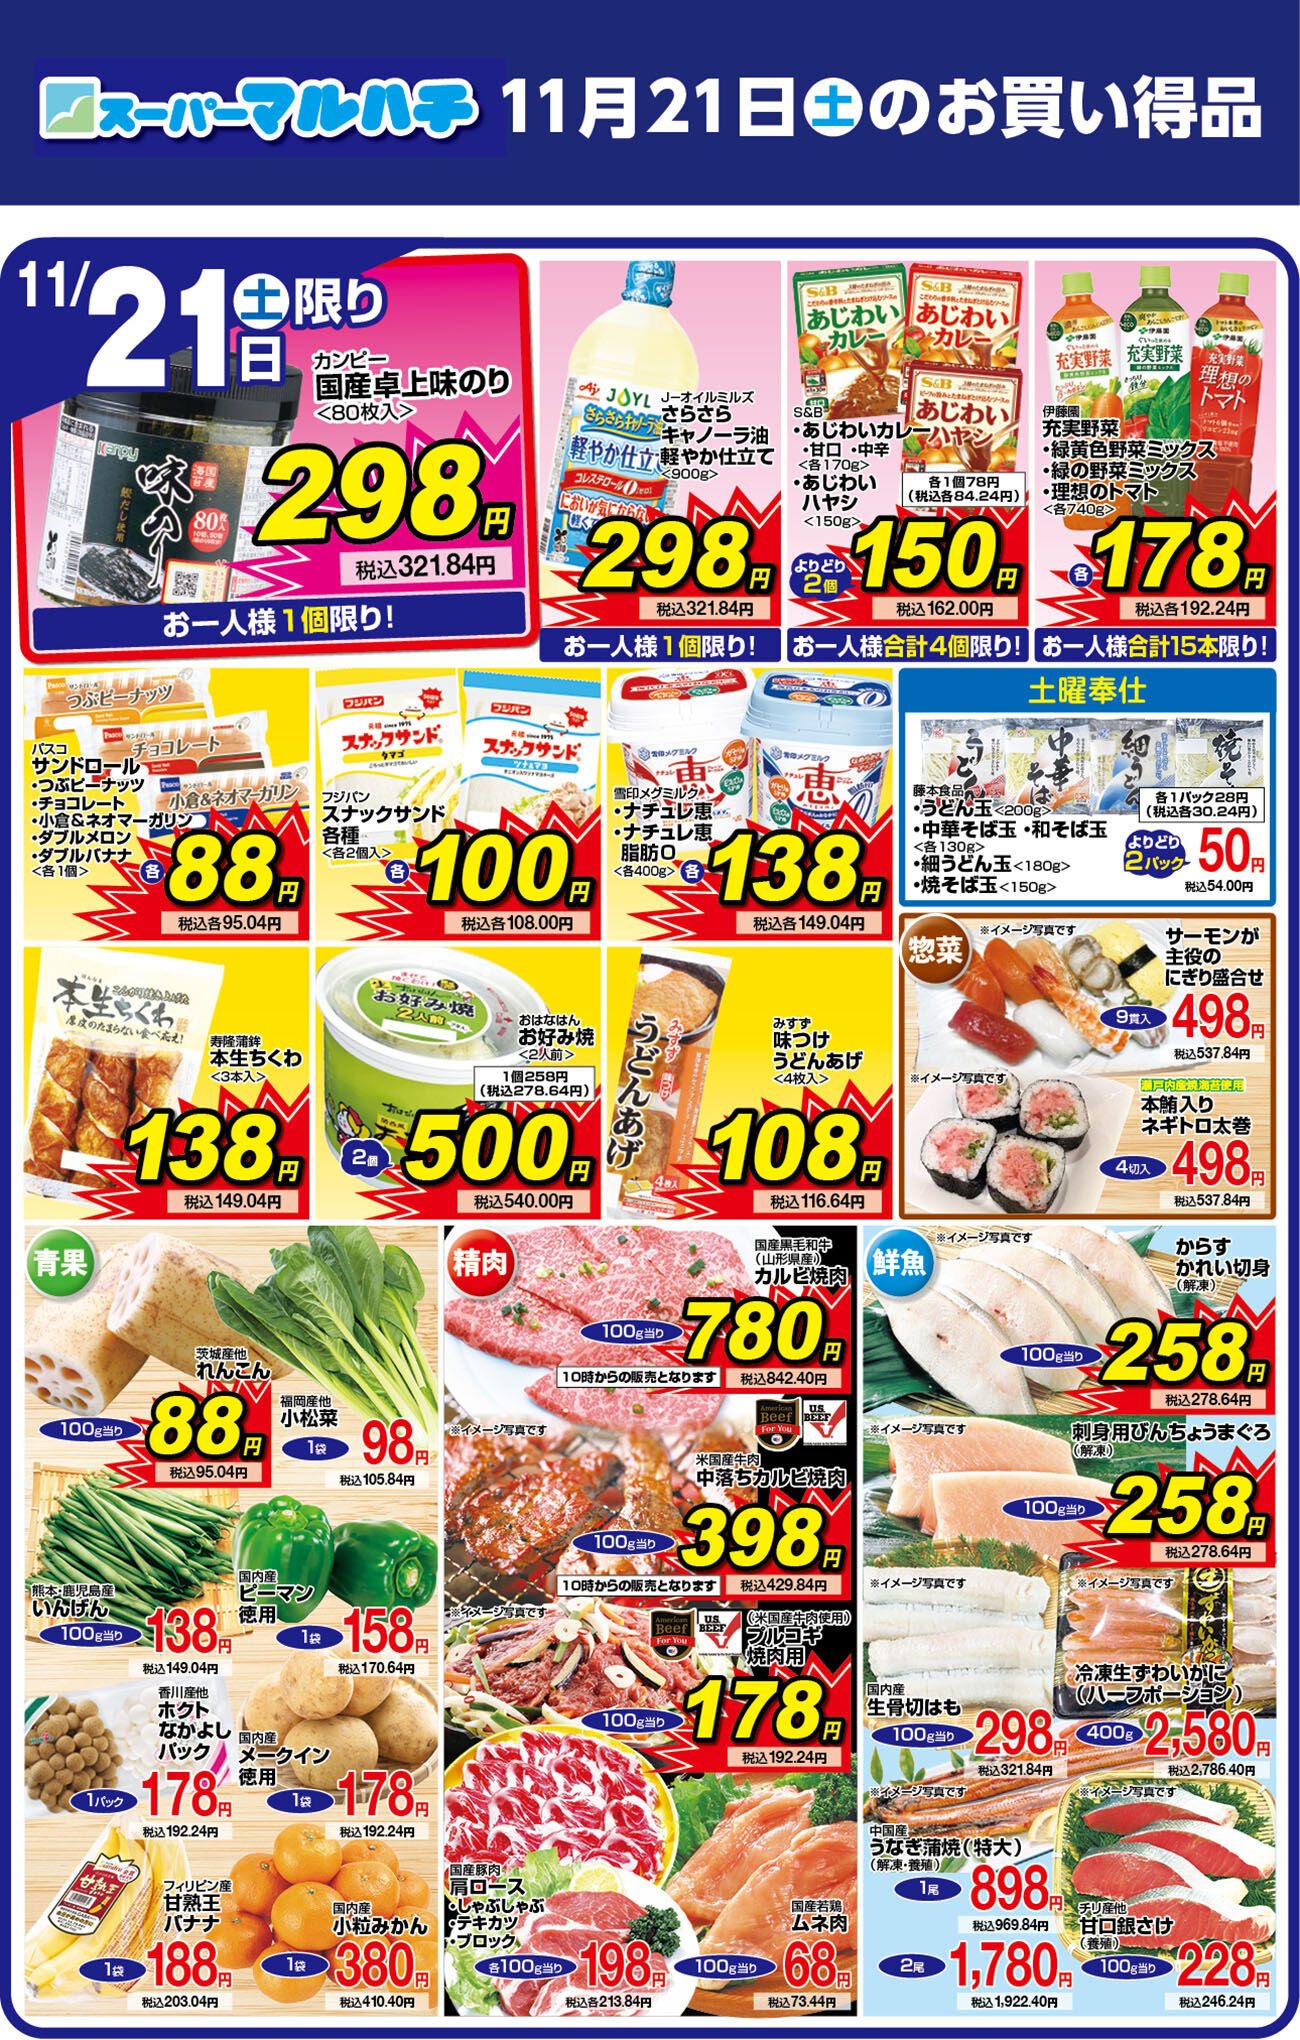 スーパーマルハチ 11月21日㊏のお買い得品
11/21土日限り
カンピー
国産卓上味のり
<80枚入>
298円
税込321.84円
お一人様1個限り!
J-オイルミルズ
さらさら
キャノーラ油
軽やか仕立て
<900g>
298円
税込321.84円
お一人様1個限り!
S&B
・あじわいカレー
・甘口 ・中辛
<各170g>
・あじわい
ハヤシ
<150g>
各1個78円
(税込各84.24円)
よりどり
2個
150円
税込162.00円
お一人様合計4個限り!
伊藤園
充実野菜
・緑黄色野菜ミックス
・緑の野菜ミックス
・理想のトマト
<各740g>
各178円
税込各192.24円
お一人様合計15本限り!
パスコ
サンドロール
・つぶピーナッツ
・チョコレート
・小倉&ネオマーガリン
・ダブルメロン
・ダブルバナナ
<各1個>
各88円
税込各95.04円
フジパン
スナックサンド
各種
<各2個入>
各100円
税込各108.00円
雪印メグミルク
・ナチュレ恵
・ナチュレ恵
脂肪0
<各400g>
各138円
税込各149.04円
土曜奉仕
藤本食品
・うどん玉<200g>
・中華そば玉 ・和そば玉
<各130g>
・細うどん玉<180g>
・焼そば玉<150g>
各1パック28円
(税込各30.24円)
よりどり
2パック
50円
税込54.00円
寿隆蒲鉾
本生ちくわ
<3本入>
138円
税込149.04円
おはなはん
お好み焼
<2人前>
1個258円
(税込278.64円)
2個
500円
税込540.00円
みすず
味つけ
うどんあげ
<4枚入>
108円
税込116.64円
惣菜
※イメージ写真です
サーモンが
主役の
にぎり盛合せ
9貫入
498円
税込537.84円
※イメージ写真です
瀬戸内産焼海苔使用
本鮪入り
ネギトロ太巻
4切入
498円
税込537.84円
青果
茨城産他
れんこん
100g当り
88円
税込95.04円
福岡産他
小松菜
1袋
98円
税込105.84円
熊本・鹿児島産
いんげん
100g当り
138円
税込149.04円
国内産
ピーマン
徳用
1袋
158円
税込170.64円
香川産他
ホクト
なかよし
パック
1パック
178円
税込192.24円
国内産
メークイン
徳用
1袋
178円
税込192.24円
フィリピン産
甘熟王
バナナ
1袋
188円
税込203.04円
国内産
小粒みかん
1袋
380円
税込410.40円
精肉
国産黒毛和牛
(山形県産)
カルビ焼肉
100g当り
780円
10時からの販売となります
税込842.40円
※イメージ写真です
American
Beef
For You
U.S.
BEEF
米国産牛肉
中落ちカルビ焼肉
100g当り
398円
10時からの販売となります
税込429.84円
※イメージ写真です
American
Beef
For You
U.S.
BEEF
(米国産牛肉使用)
プルコギ
焼肉用
100g当り
178円
税込192.24円
国産豚肉
肩ロース
・しゃぶしゃぶ
・テキカツ
・ブロック
各100g当り
198円
税込各213.84円
国産若鶏
ムネ肉
100g当り
68円
税込73.44円
鮮魚
※イメージ写真です
からす
かれい切身
(解凍)
100g当り
258円
税込278.64円
刺身用びんちょうまぐろ
(解凍)
100g当り
258円
税込278.64円
※イメージ写真です
国内産
生骨切はも
100g当り
298円
税込321.84円
※イメージ写真です
冷凍生ずわいがに
(ハーフポーション)
400g
2,580円
税込2,786.40円
※イメージ写真です
中国産
うなぎ蒲焼(特大)
(解凍・養殖)
1尾
898円
税込969.84円
2尾
1,780円
税込1,922.40円
※イメージ写真です
チリ産他
甘口銀さけ
(養殖)
100g当り
228円
税込246.24円